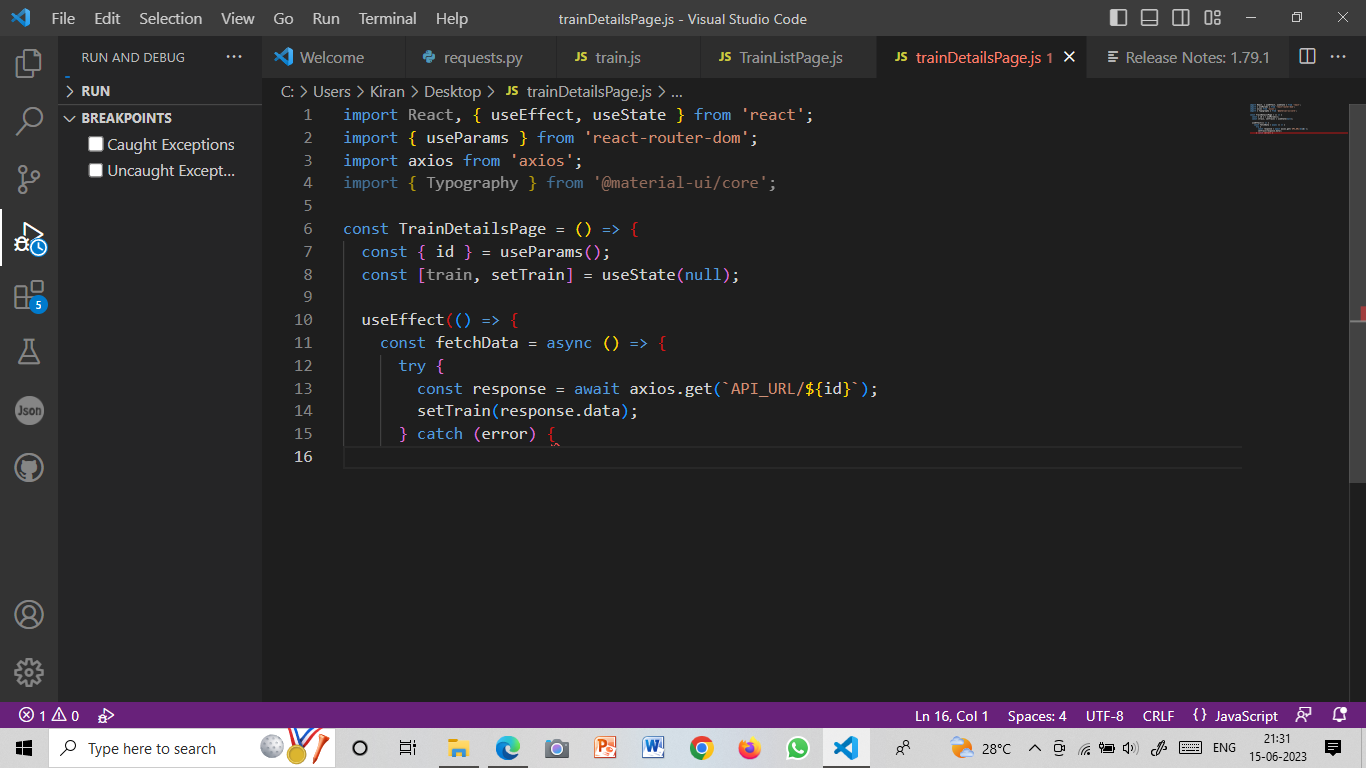 File Edit Selection View Go Run Terminal Help trainDetailsPage.js - Visual Studio Code
RUN AND DEBUG ... Welcome requests.py JS train.js JS TrainListPage.js JS trainDetailsPage.js 1 Release Notes: 1.79.1 ...
RUN
BREAKPOINTS
Caught Exceptions
Uncaught Except...
5
Json
C: > Users > Kiran > Desktop > JS trainDetailsPage.js > ...
1 import React, { useEffect, useState } from 'react';
2 import { useParams } from 'react-router-dom';
3 import axios from 'axios';
4 import { Typography } from '@material-ui/core';
5
6 const TrainDetailsPage = () => {
7 const { id } = useParams();
8 const [train, setTrain] = useState(null);
9
10 useEffect(() => {
11 const fetchData = async () => {
12 try {
13 const response = await axios.get(`API_URL/${id}`);
14 setTrain(response.data);
15 } catch (error) {
16
1 0 Ln 16, Col 1 Spaces: 4 UTF-8 CRLF {} JavaScript
Type here to search 28°C ENG 21:31
15-06-2023